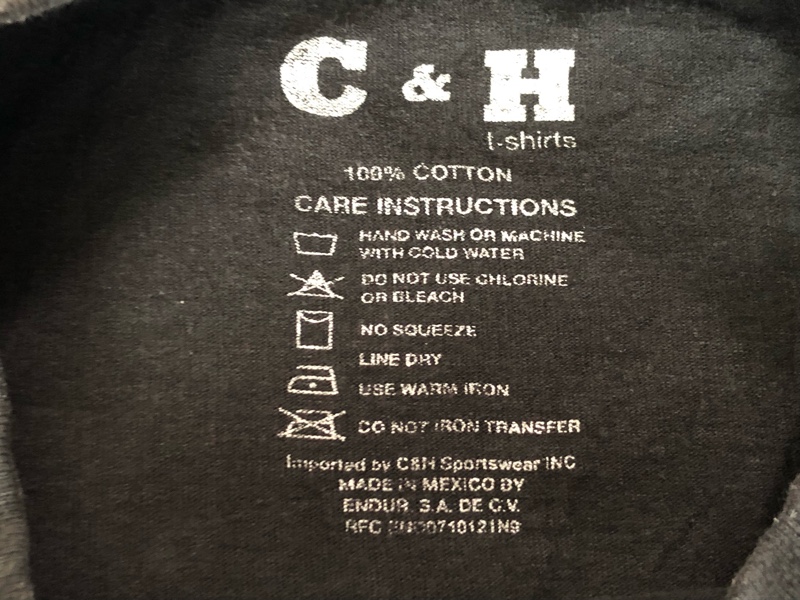 C & H
t-shirts
100% COTTON
CARE INSTRUCTIONS
HAND WASH OR MACHINE
WITH COLD WATER
DO NOT USE CHLORINE
OR BLEACH
NO SQUEEZE
LINE DRY
USE WARM IRON
DO NOT IRON TRANSFER
Imported by C&H Sportswear INC
MADE IN MEXICO BY
ENDUR. S.A. DE C.V.
RFC